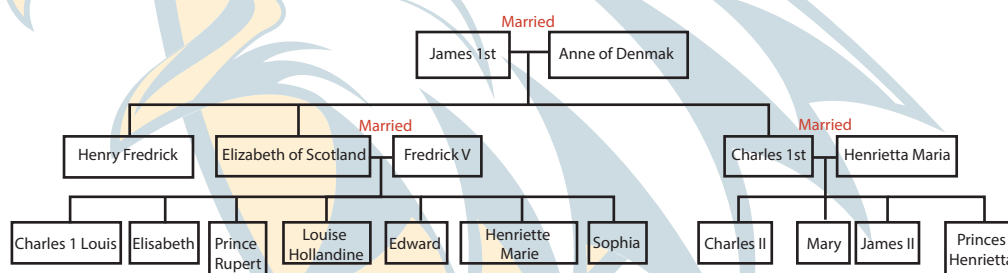 Married
James 1st
Anne of Denmak
Married
Married
Henry Fredrick
Elizabeth of Scotland
Fredrick V
Charles 1st
Henrietta Maria
Charles 1 Louis
Elisabeth
Prince
Rupert
Louise
Hollandine
Edward
Henriette
Marie
Sophia
Charles II
Mary
James II
Princes
Henriett